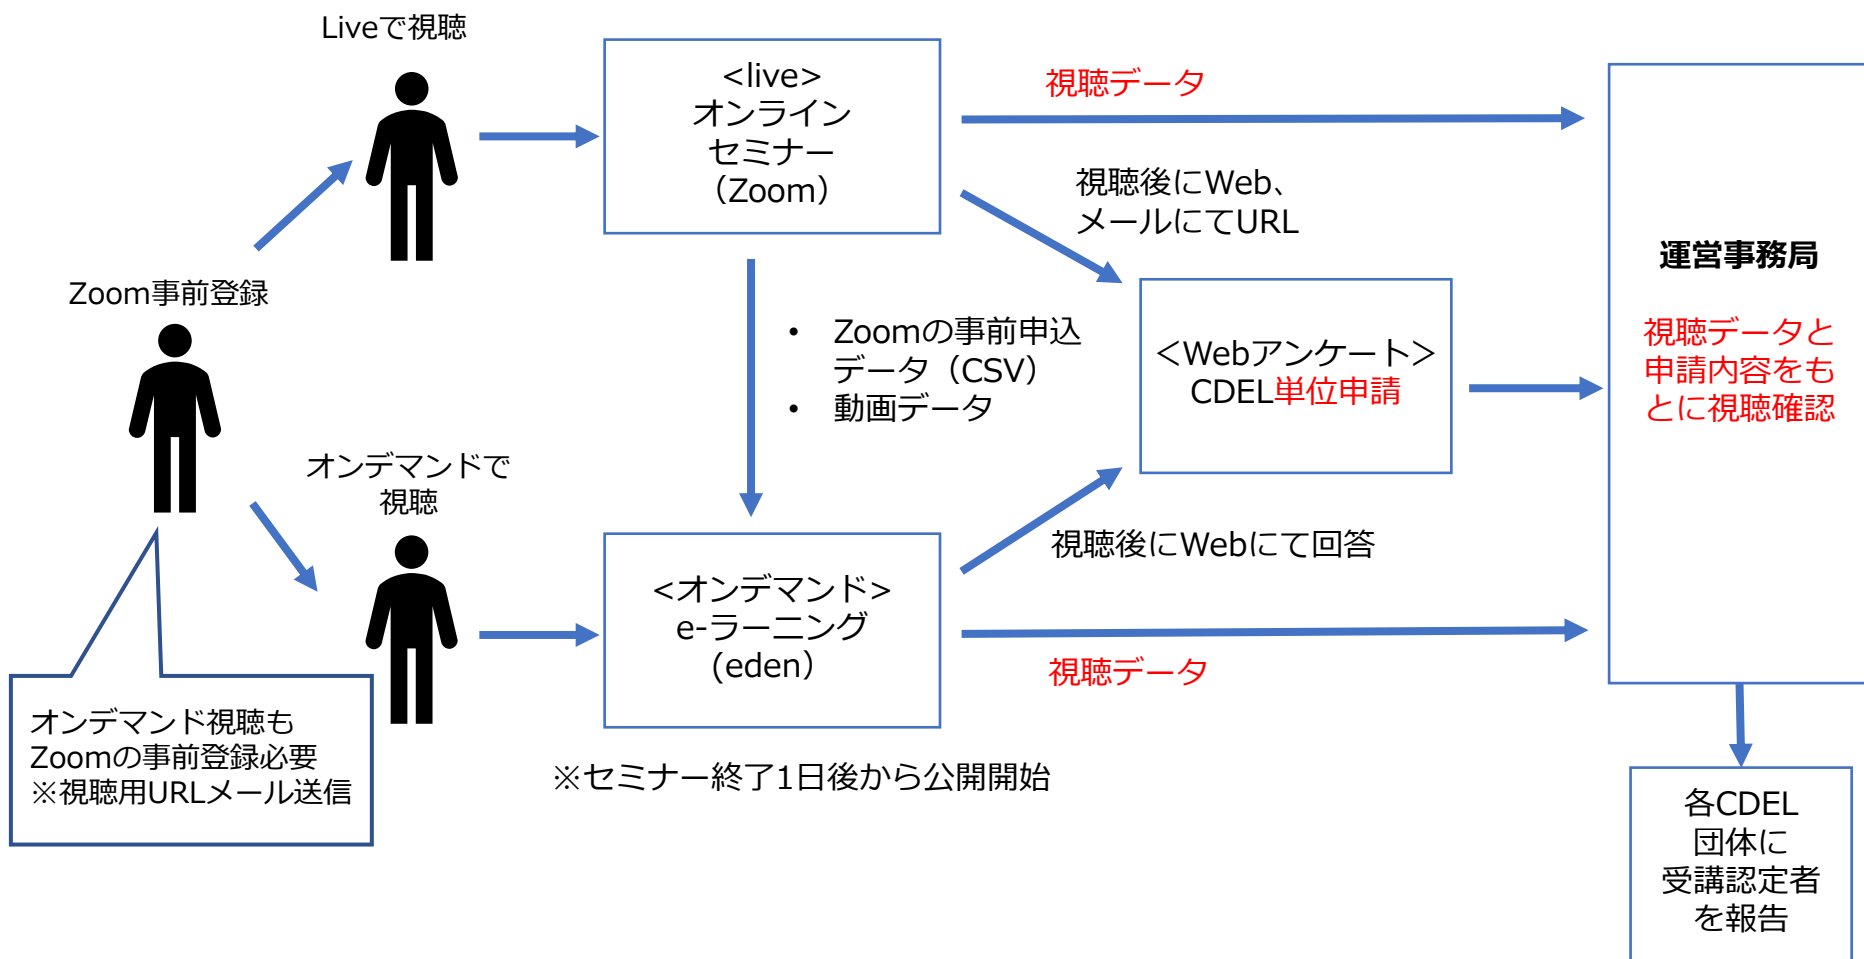 Liveで視聴
<live>
オンライン
セミナー
（Zoom）
視聴データ
視聴後にWeb、
メールにてURL
運営事務局
視聴データと
申請内容をも
とに視聴確認
Zoom事前登録
• Zoomの事前申込
データ（CSV）
• 動画データ
＜Webアンケート＞
CDEL単位申請
オンデマンドで
視聴
視聴後にWebにて回答
<オンデマンド>
e-ラーニング
(eden）
視聴データ
オンデマンド視聴も
Zoomの事前登録必要
※視聴用URLメール送信
※セミナー終了1日後から公開開始
各CDEL
団体に
受講認定者
を報告